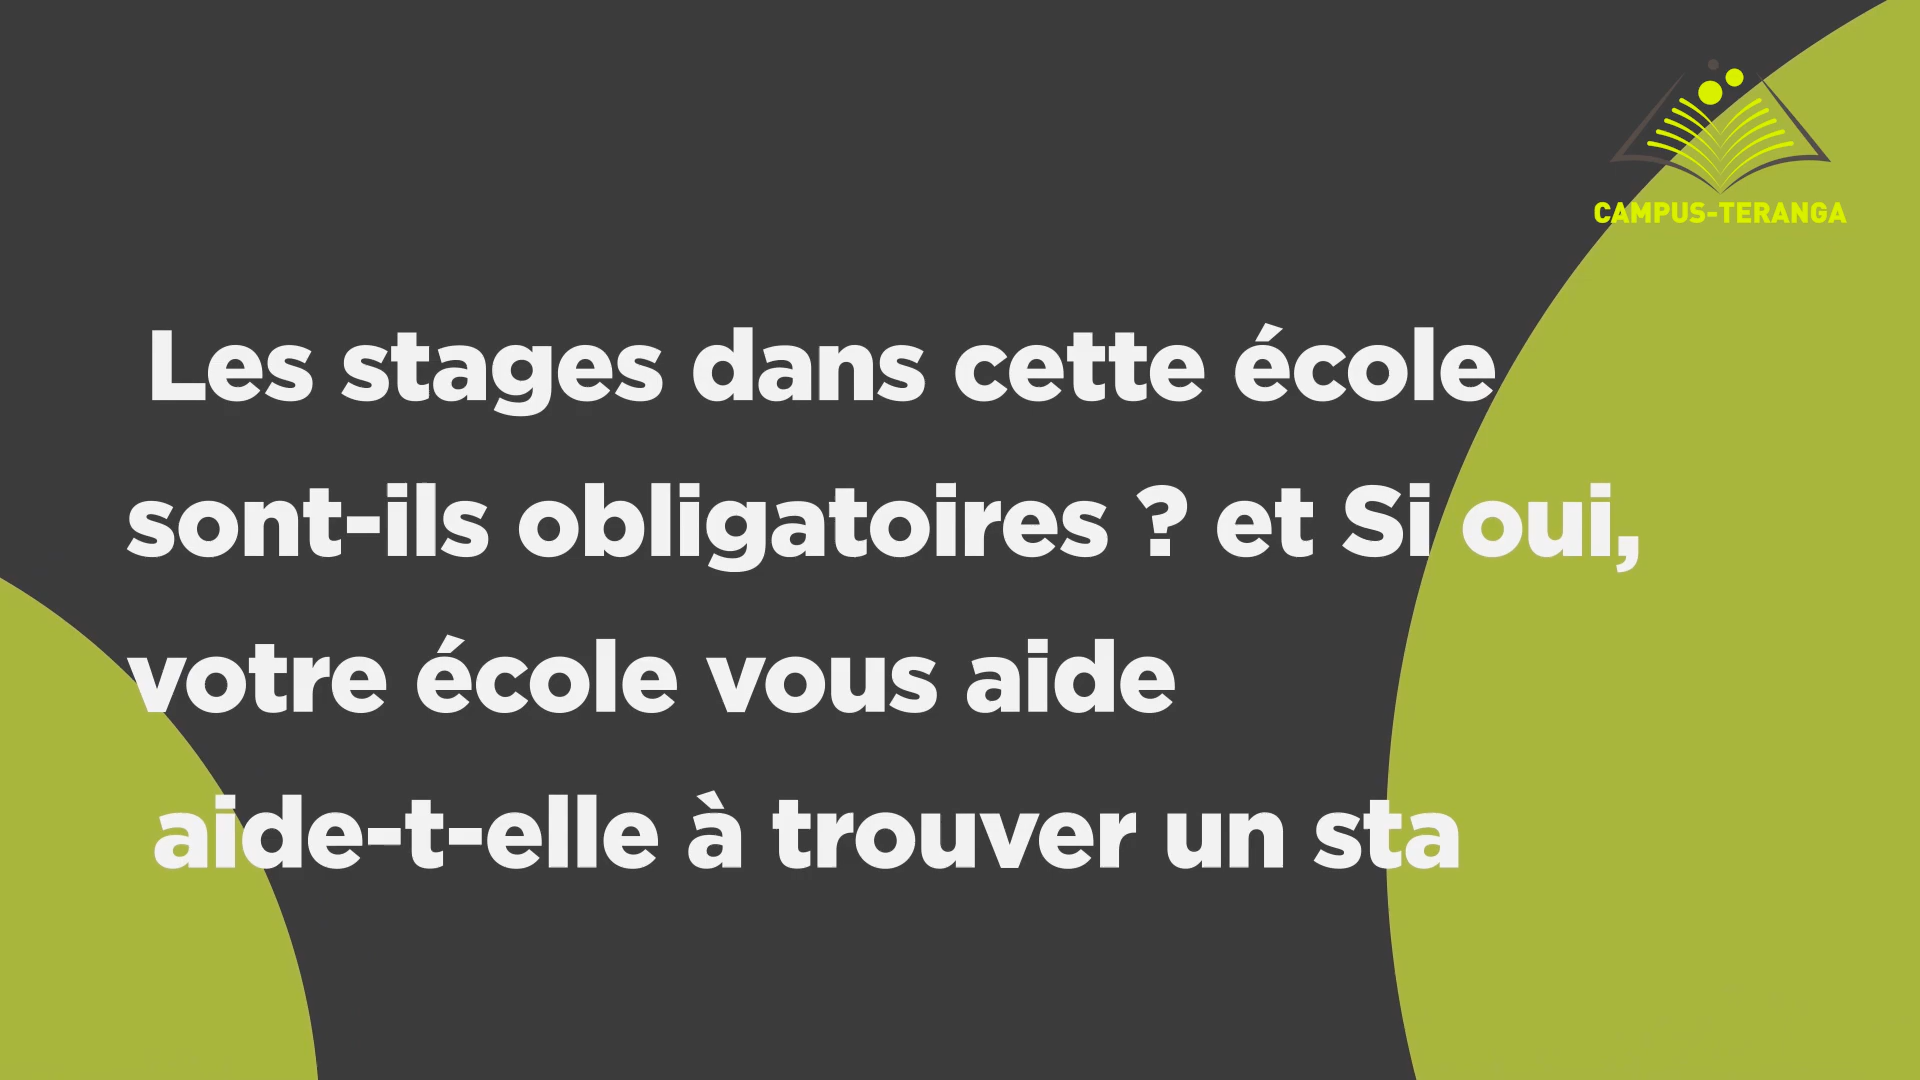 CAMPUS-TERANGA
Les stages dans cette école
sont-ils obligatoires ? et Si oui,
votre école vous aide
aide-t-elle à trouver un sta